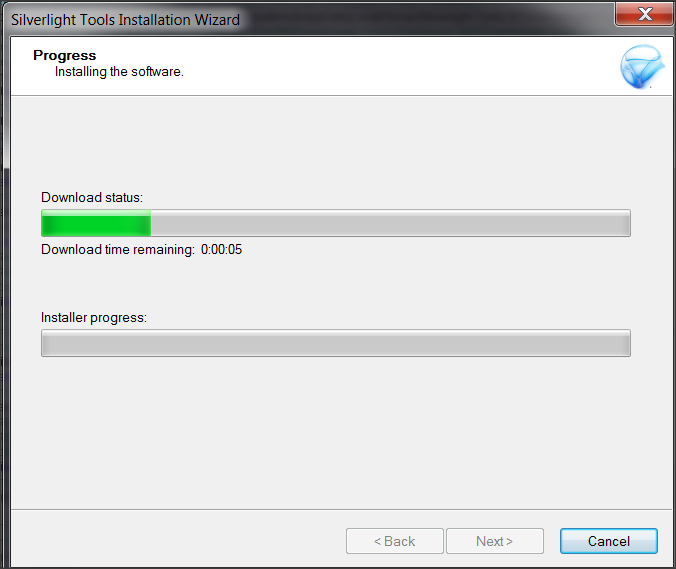 Silverlight Tools Installation Wizard
Progress
Installing the software.
Download status:
Download time remaining: 0:00:05
Installer progress:
< Back
Next >
Cancel